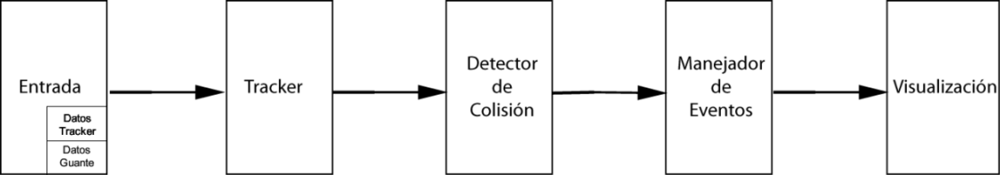 Entrada
Datos
Tracker
Datos
Guante
Tracker
Detector
de
Colisión
Manejador
de
Eventos
Visualización